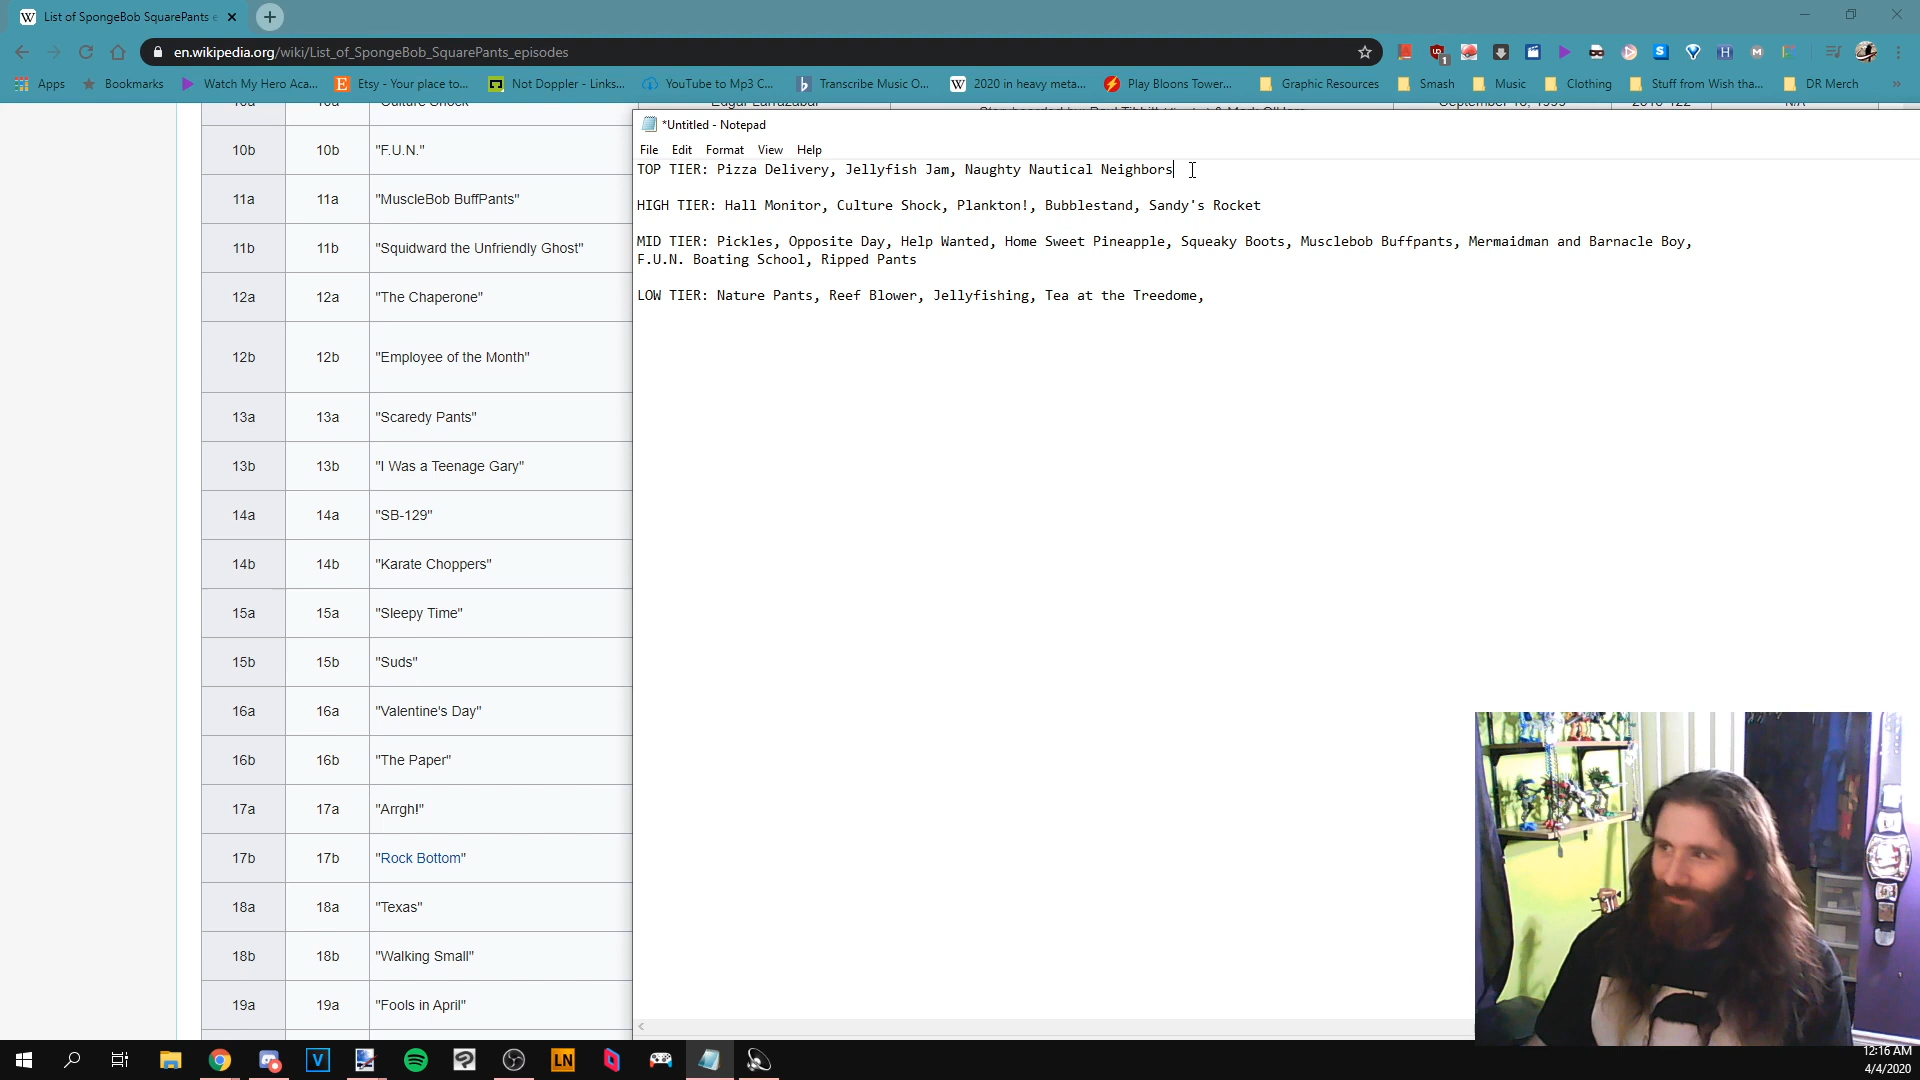 List of SpongeBob SquarePants e
en.wikipedia.org/wiki/List_of_SpongeBob_SquarePants_episodes
Apps Bookmarks Watch My Hero Aca... Etsy - Your place to... Not Doppler - Links... YouTube to Mp3 C... Transcribe Music O... 2020 in heavy meta... Play Bloons Tower... Graphic Resources Smash Music Clothing Stuff from Wish tha... DR Merch »
10a 10a "Culture Shock" Edgar Larrazábal September 18, 1999
*Untitled - Notepad
File Edit Format View Help
TOP TIER: Pizza Delivery, Jellyfish Jam, Naughty Nautical Neighbors
HIGH TIER: Hall Monitor, Culture Shock, Plankton!, Bubblestand, Sandy's Rocket
MID TIER: Pickles, Opposite Day, Help Wanted, Home Sweet Pineapple, Squeaky Boots, Musclebob Buffpants, Mermaidman and Barnacle Boy,
F.U.N. Boating School, Ripped Pants
LOW TIER: Nature Pants, Reef Blower, Jellyfishing, Tea at the Treedome,
10b 10b "F.U.N."
11a 11a "MuscleBob BuffPants"
11b 11b "Squidward the Unfriendly Ghost"
12a 12a "The Chaperone"
12b 12b "Employee of the Month"
13a 13a "Scaredy Pants"
13b 13b "I Was a Teenage Gary"
14a 14a "SB-129"
14b 14b "Karate Choppers"
15a 15a "Sleepy Time"
15b 15b "Suds"
16a 16a "Valentine's Day"
16b 16b "The Paper"
17a 17a "Arrgh!"
17b 17b "Rock Bottom"
18a 18a "Texas"
18b 18b "Walking Small"
19a 19a "Fools in April"
12:16 AM
4/4/2020